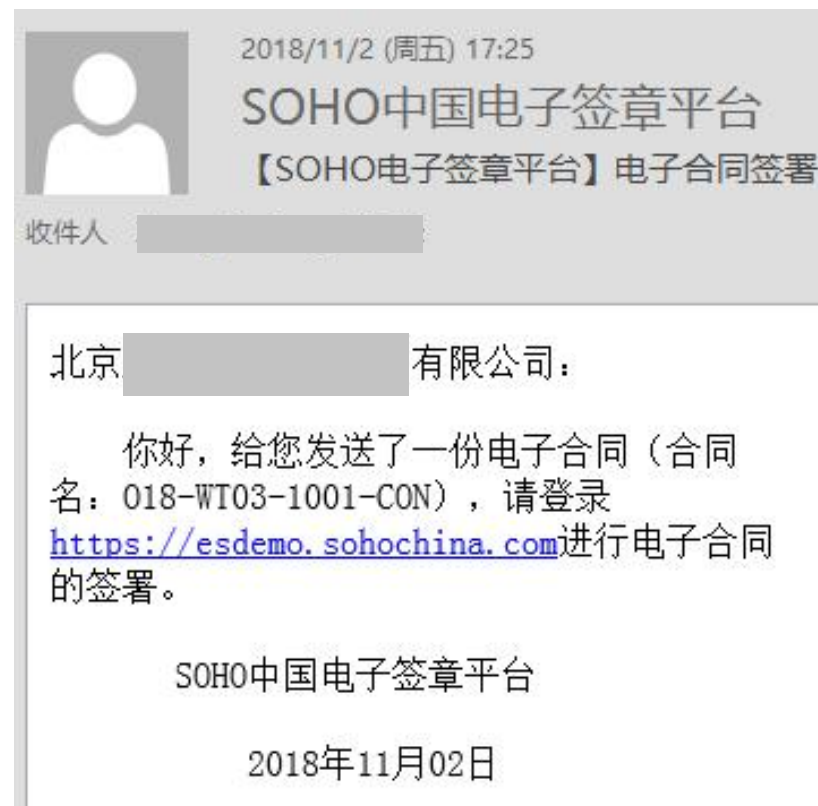 2018/11/2 (周五) 17:25
SOHO中国电子签章平台
【SOHO电子签章平台】电子合同签署
收件人
北京 有限公司：
你好，给您发送了一份电子合同（合同
名：018-WT03-1001-CON），请登录
https://esdemo.sohochina.com进行电子合同
的签署。
SOHO中国电子签章平台
2018年11月02日